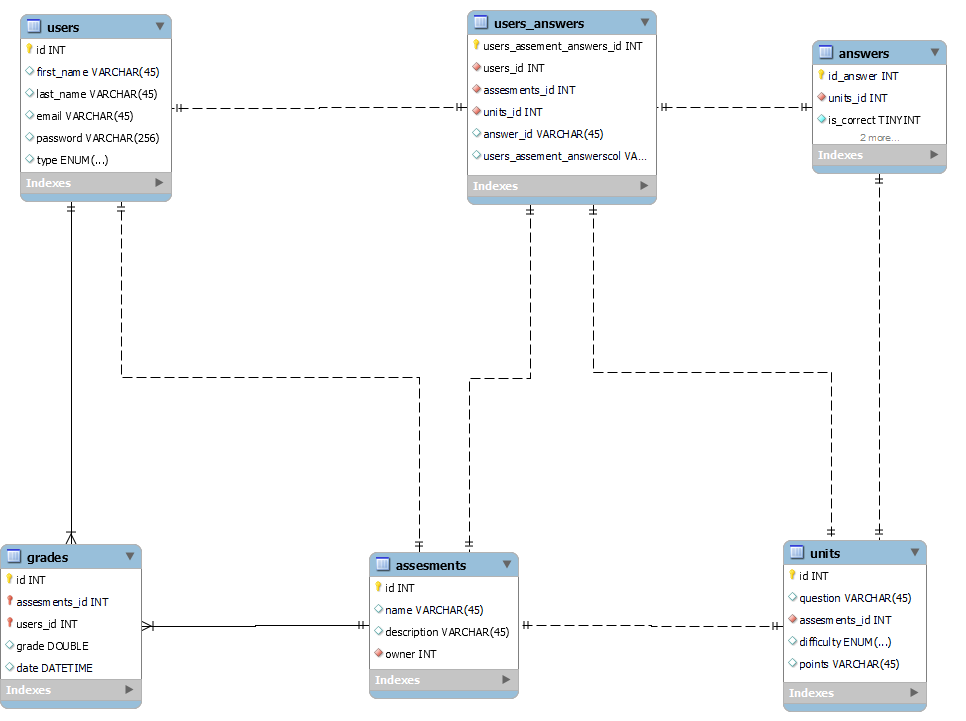 users
id INT
first_name VARCHAR(45)
last_name VARCHAR(45)
email VARCHAR(45)
password VARCHAR(256)
type ENUM(...)
Indexes
users_answers
users_assement_answers_id INT
users_id INT
assesments_id INT
units_id INT
answer_id VARCHAR(45)
users_assement_answerscol VA...
Indexes
answers
id_answer INT
units_id INT
is_correct TINYINT
2 more...
Indexes
grades
id INT
assesments_id INT
users_id INT
grade DOUBLE
date DATETIME
Indexes
assesments
id INT
name VARCHAR(45)
description VARCHAR(45)
owner INT
Indexes
units
id INT
question VARCHAR(45)
assesments_id INT
difficulty ENUM(...)
points VARCHAR(45)
Indexes